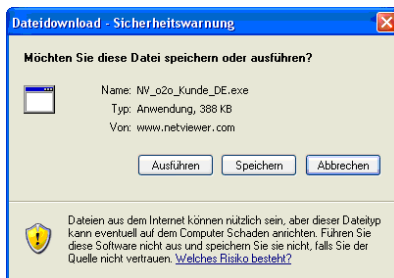 Dateidownload - Sicherheitswarnung
Möchten Sie diese Datei speichern oder ausführen?
Name: NV_o2o_Kunde_DE.exe
Typ: Anwendung, 388 KB
Von: www.netviewer.com
Ausführen Speichern Abbrechen
Dateien aus dem Internet können nützlich sein, aber dieser Dateityp
kann eventuell auf dem Computer Schaden anrichten. Führen Sie
diese Software nicht aus und speichern Sie sie nicht, falls Sie der
Quelle nicht vertrauen. Welches Risiko besteht?